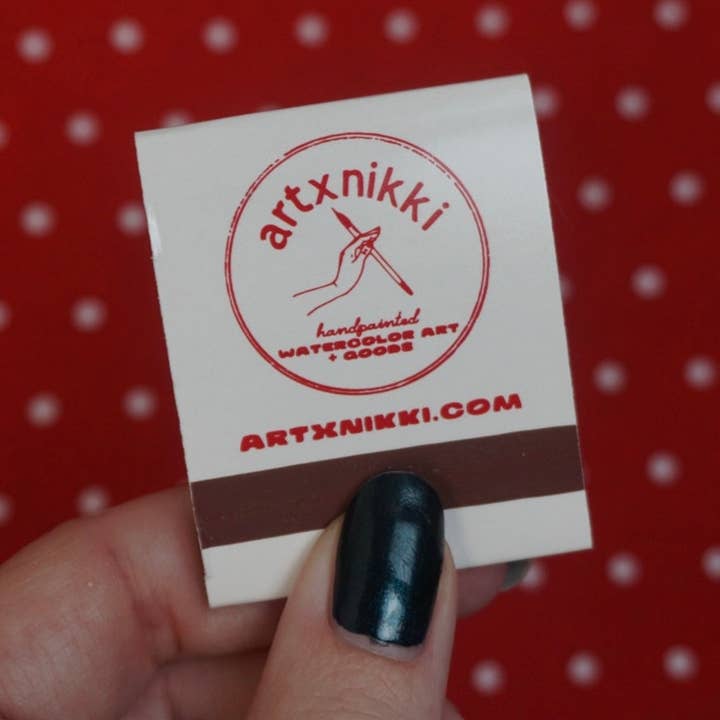 artxnikki
handpainted
WATERCOLOR ART
+ GOODS
ARTXNIKKI.COM